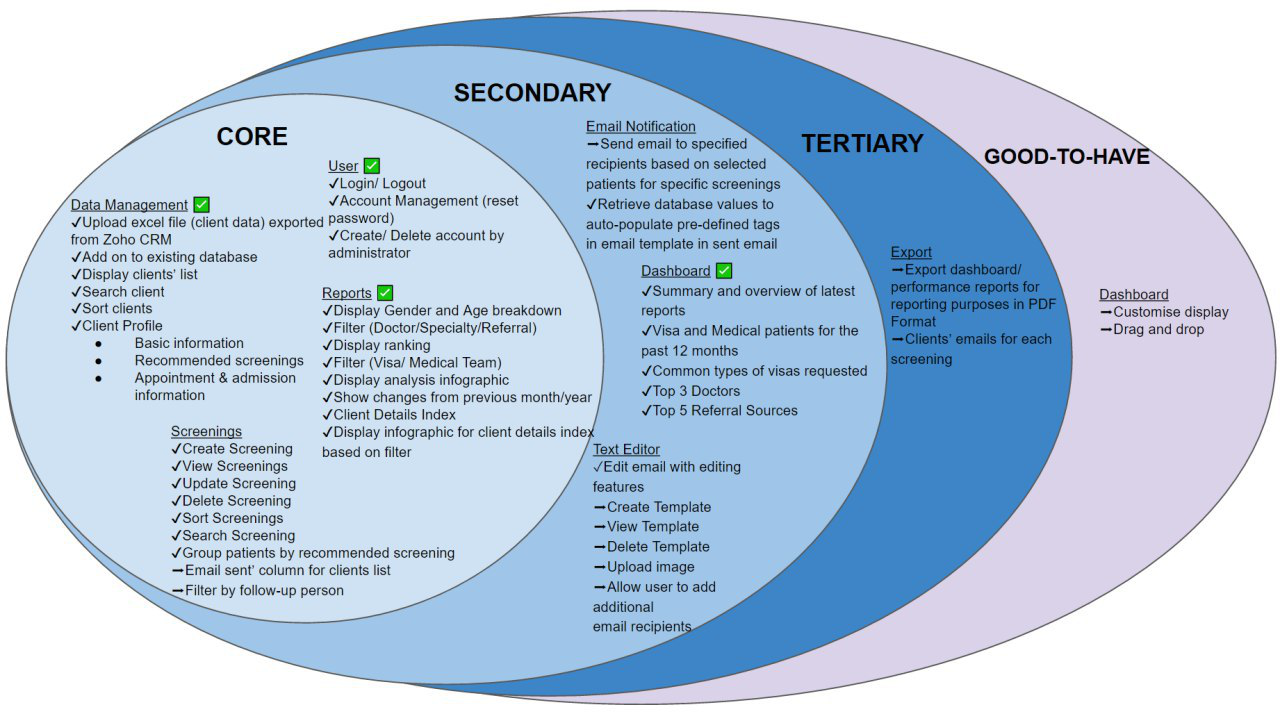 CORE
User ✅
✓Login/ Logout
✓Account Management (reset
password)
✓Create/ Delete account by
administrator
Data Management ✅
✓Upload excel file (client data) exported
from Zoho CRM
✓Add on to existing database
✓Display clients' list
✓Search client
✓Sort clients
✓Client Profile
● Basic information
● Recommended screenings
● Appointment & admission
information
Reports ✅
✓Display Gender and Age breakdown
✓Filter (Doctor/Specialty/Referral)
✓Display ranking
✓Filter (Visa/ Medical Team)
✓Display analysis infographic
✓Show changes from previous month/year
✓Client Details Index
✓Display infographic for client details index
based on filter
Screenings
✓Create Screening
✓View Screenings
✓Update Screening
✓Delete Screening
✓Sort Screenings
✓Search Screening
✓Group patients by recommended screening
→Email sent' column for clients list
→Filter by follow-up person
SECONDARY
Email Notification
→Send email to specified
recipients based on selected
patients for specific screenings
✓Retrieve database values to
auto-populate pre-defined tags
in email template in sent email
Dashboard ✅
✓Summary and overview of latest
reports
✓Visa and Medical patients for the
past 12 months
✓Common types of visas requested
✓Top 3 Doctors
✓Top 5 Referral Sources
Text Editor
✓Edit email with editing
features
→Create Template
→View Template
→Delete Template
→Upload image
→Allow user to add
additional
email recipients
TERTIARY
Export
→Export dashboard/
performance reports for
reporting purposes in PDF
Format
→Clients' emails for each
screening
GOOD-TO-HAVE
Dashboard
→Customise display
→Drag and drop